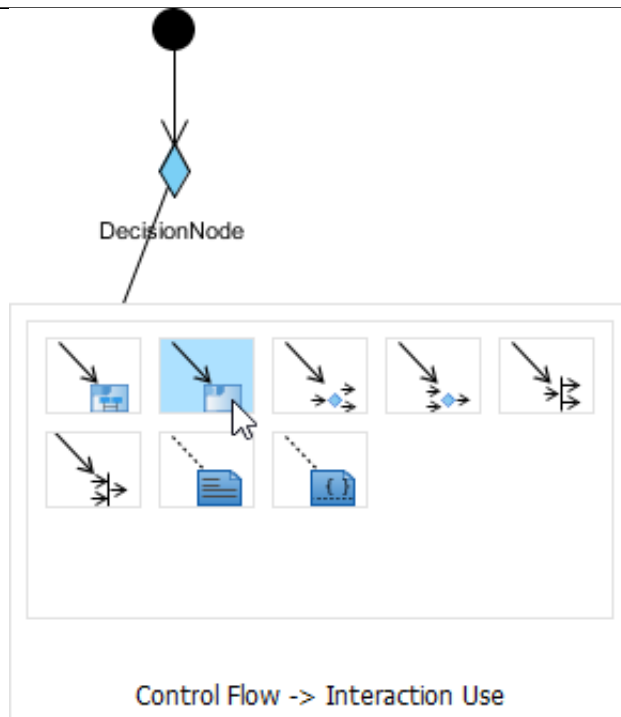 DecisionNode
{ }
Control Flow -> Interaction Use